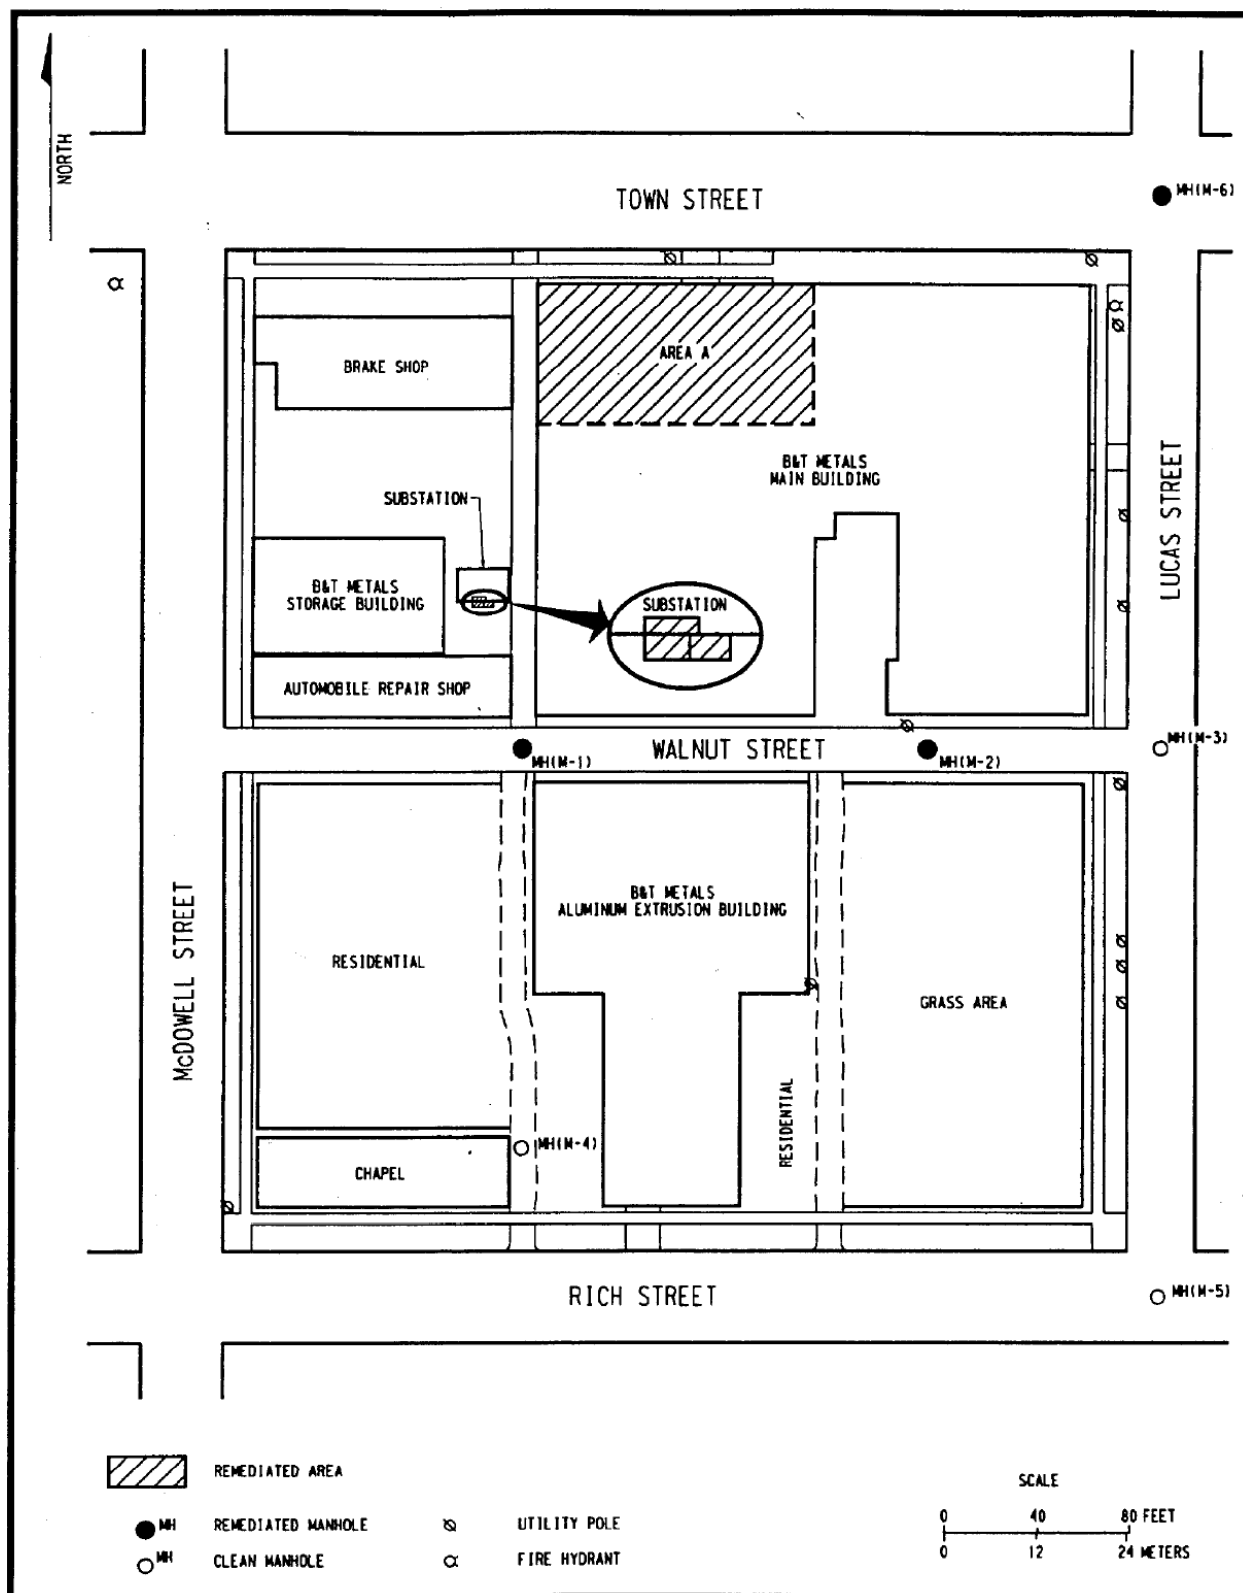 NORTH
TOWN STREET
MH(M-6)
AREA A
BRAKE SHOP
B&T METALS
MAIN BUILDING
SUBSTATION
LUCAS STREET
B&T METALS
STORAGE BUILDING
SUBSTATION
AUTOMOBILE REPAIR SHOP
WALNUT STREET
MH(M-1)
MH(M-2)
MH(M-3)
B&T METALS
ALUMINUM EXTRUSION BUILDING
RESIDENTIAL
GRASS AREA
McDOWELL STREET
RESIDENTIAL
MH(M-4)
CHAPEL
RICH STREET
MH(M-5)
REMEDIATED AREA
MH REMEDIATED MANHOLE
MH CLEAN MANHOLE
UTILITY POLE
FIRE HYDRANT
SCALE
0 40 80 FEET
0 12 24 METERS